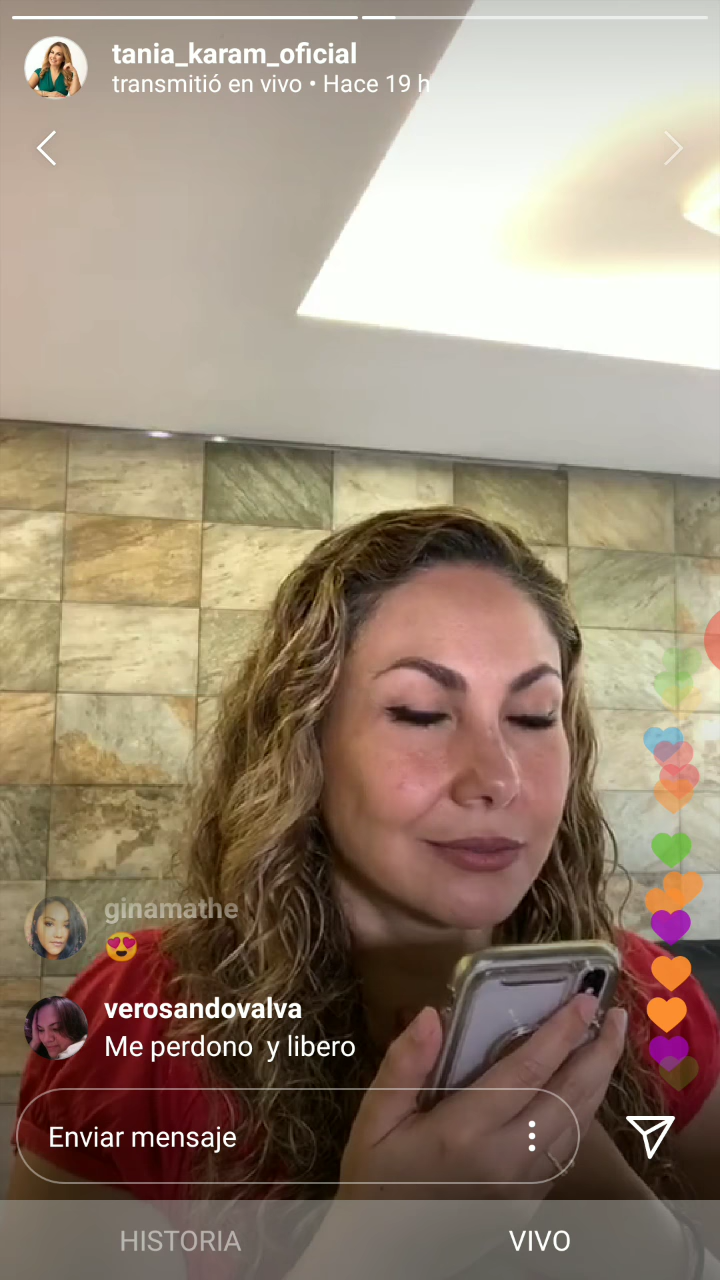 tania_karam_oficial
transmitió en vivo • Hace 19 h
ginamathe
😍
verosandovalva
Me perdono y libero
Enviar mensaje
HISTORIA
VIVO